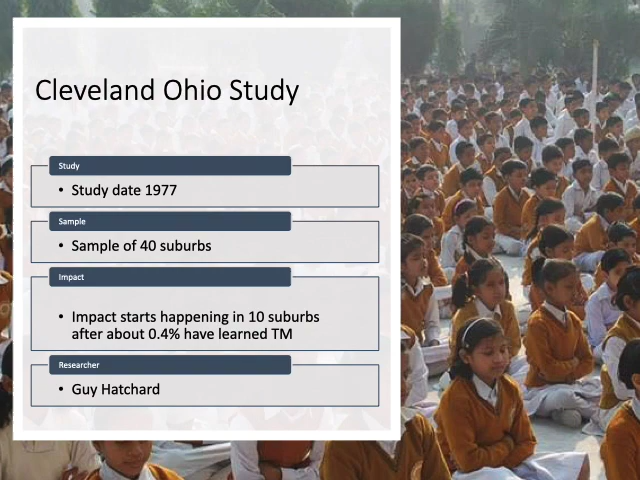 Cleveland Ohio Study
Study
• Study date 1977
Sample
• Sample of 40 suburbs
Impact
• Impact starts happening in 10 suburbs
after about 0.4% have learned TM
Researcher
• Guy Hatchard